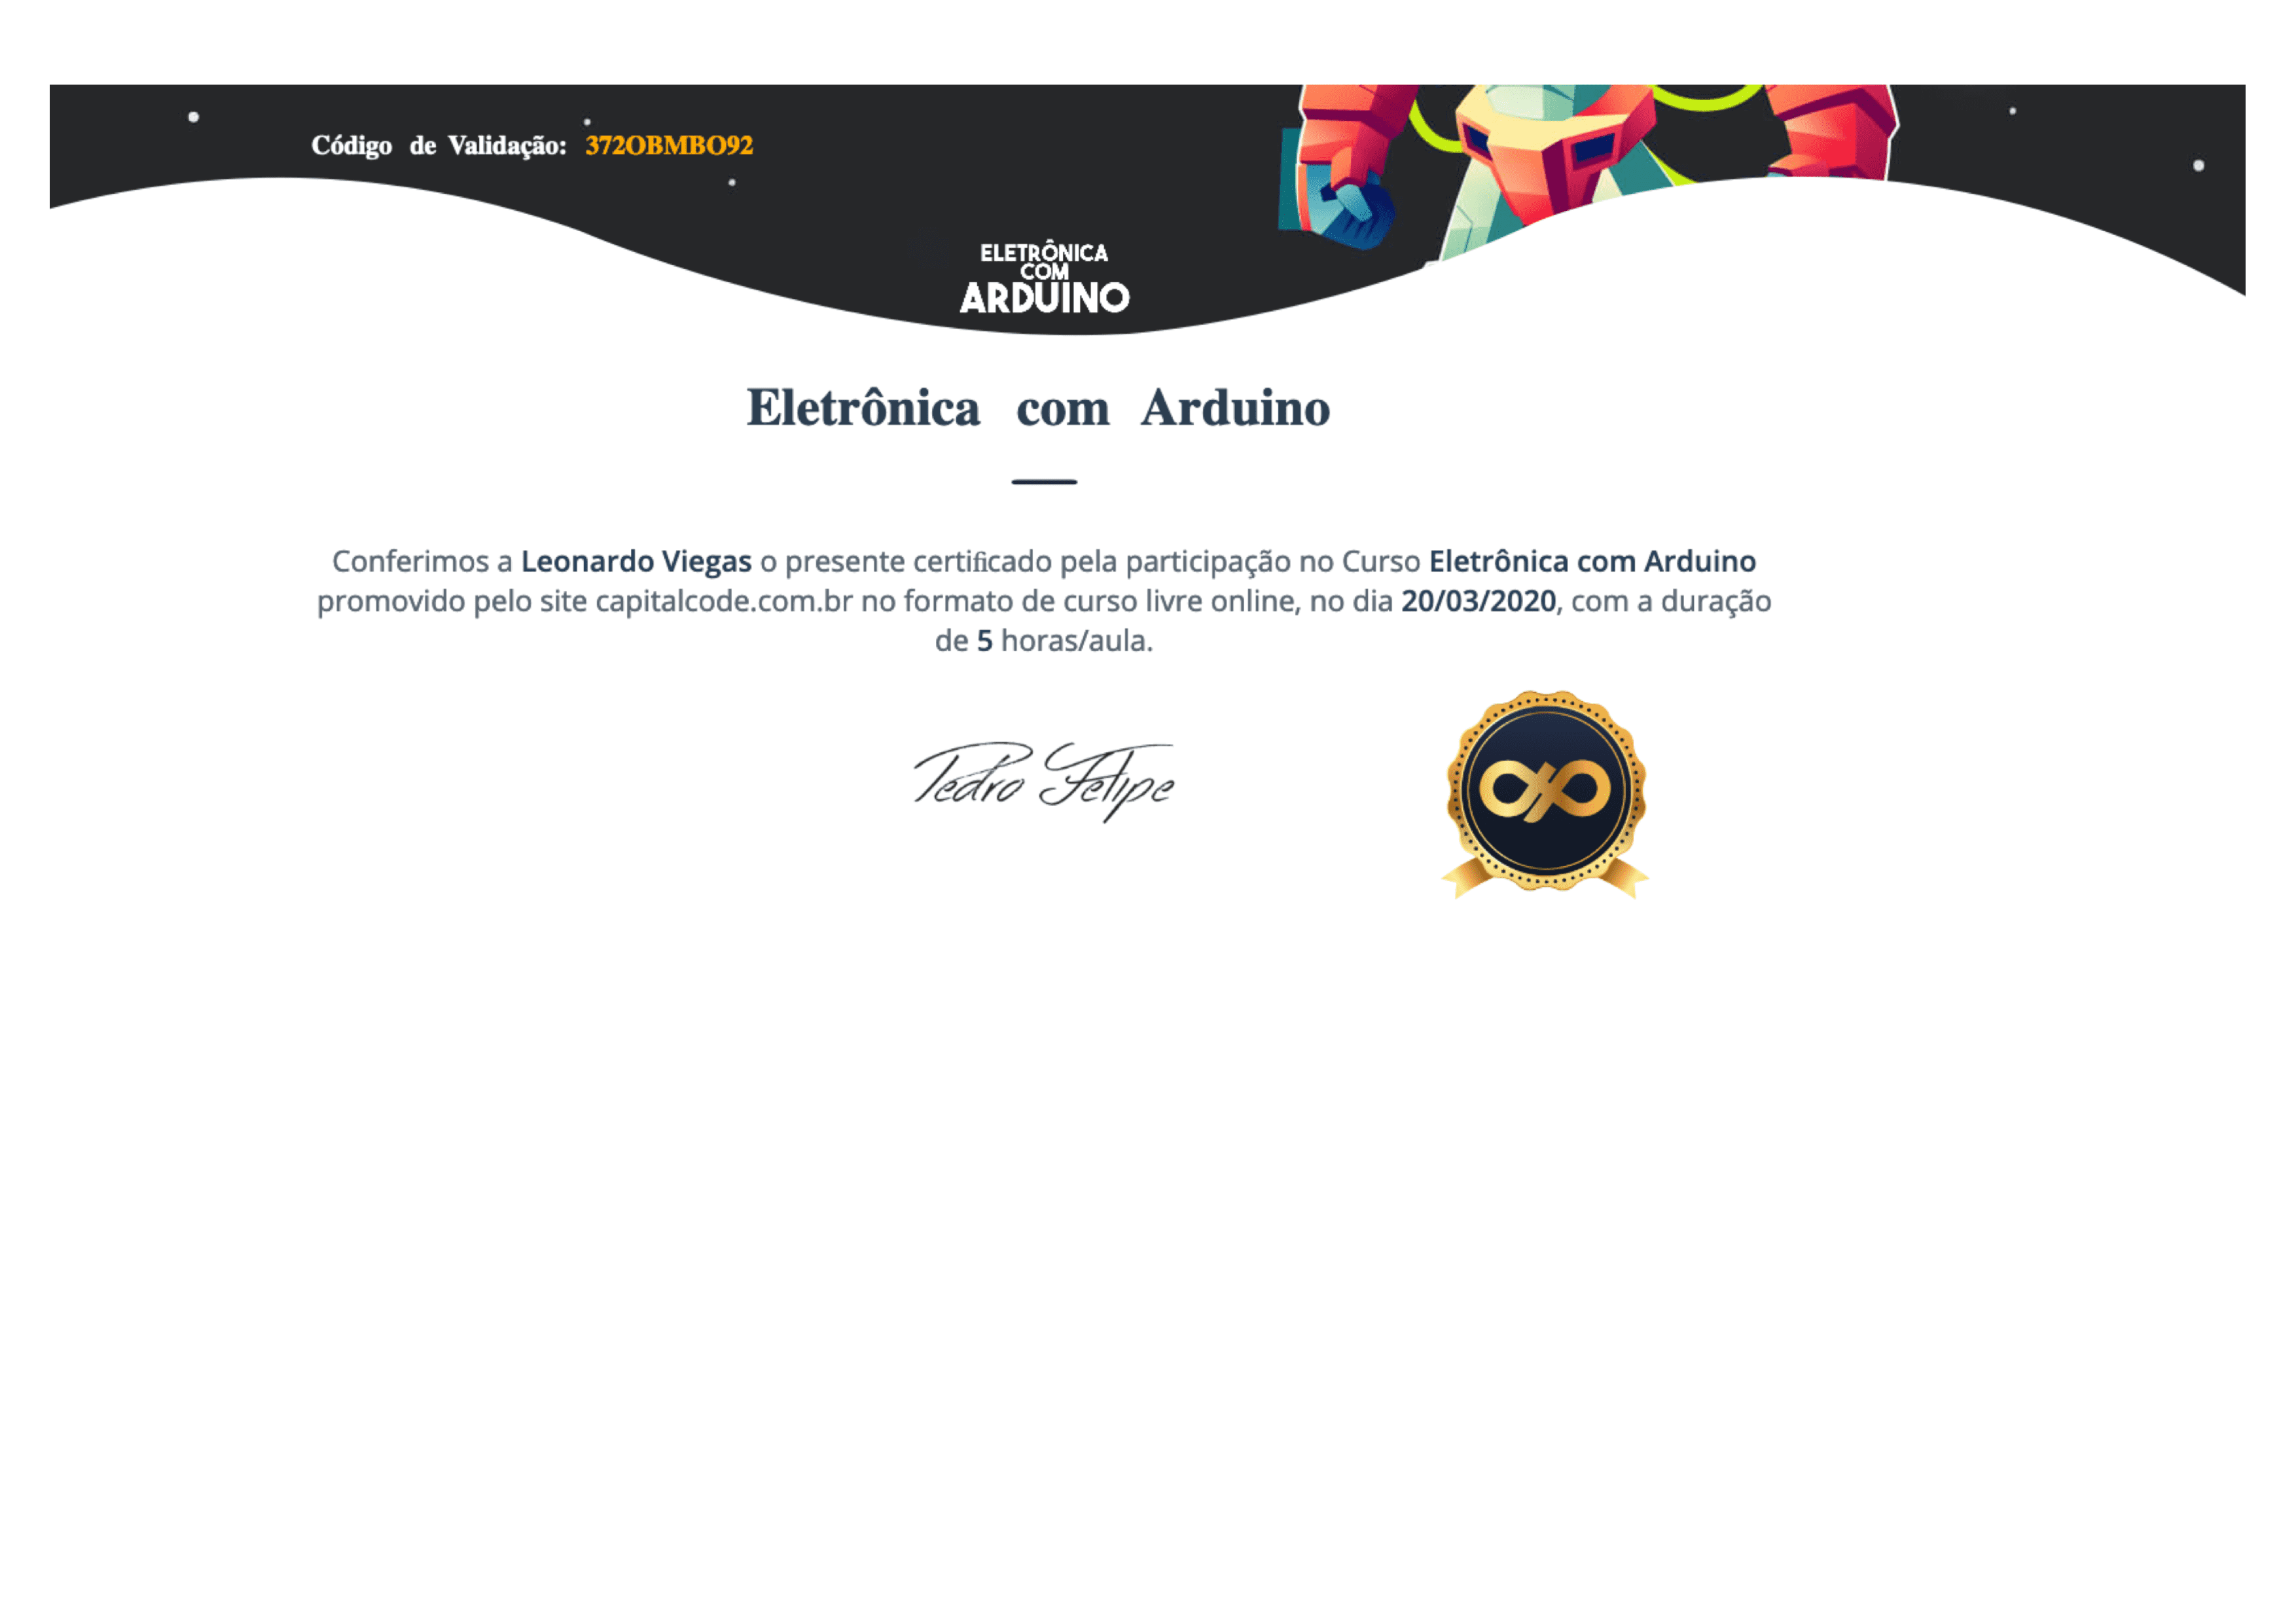 Código de Validação: 372OBMBO92
ELETRÔNICA
COM
ARDUINO
Eletrônica com Arduino
Conferimos a Leonardo Viegas o presente certificado pela participação no Curso Eletrônica com Arduino
promovido pelo site capitalcode.com.br no formato de curso livre online, no dia 20/03/2020, com a duração
de 5 horas/aula.
Pedro Felipe